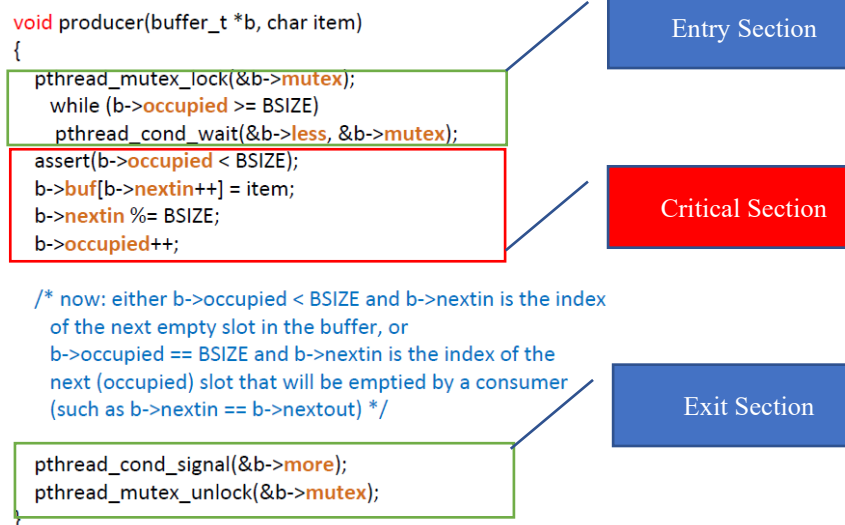 void producer(buffer_t *b, char item)
Entry Section
{
pthread_mutex_lock(&b->mutex);
while (b->occupied >= BSIZE)
pthread_cond_wait(&b->less, &b->mutex);
assert(b->occupied < BSIZE);
b->buf[b->nextin++] = item;
Critical Section
b->nextin %= BSIZE;
b->occupied++;
/* now: either b->occupied < BSIZE and b->nextin is the index
of the next empty slot in the buffer, or
b->occupied == BSIZE and b->nextin is the index of the
next (occupied) slot that will be emptied by a consumer
(such as b->nextin == b->nextout) */
Exit Section
pthread_cond_signal(&b->more);
pthread_mutex_unlock(&b->mutex);
}